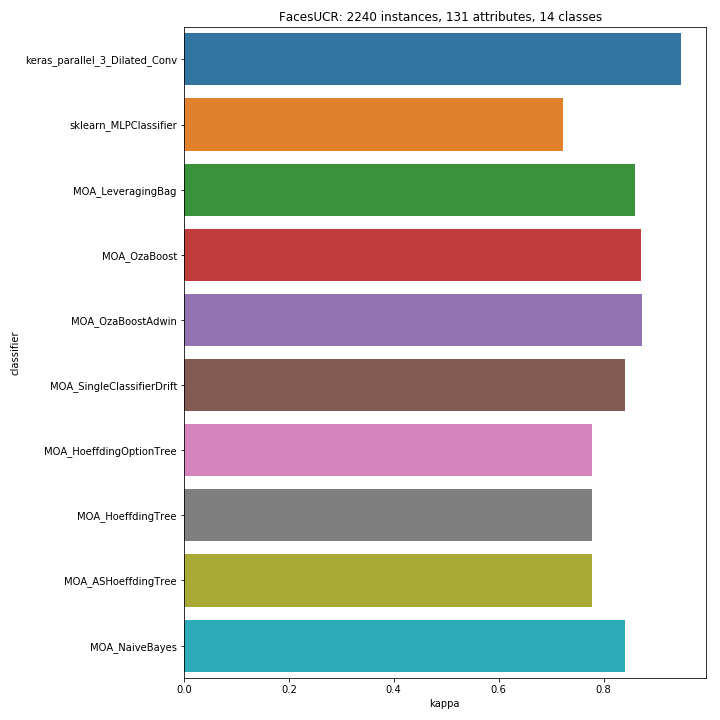 FacesUCR: 2240 instances, 131 attributes, 14 classes
keras_parallel_3_Dilated_Conv
sklearn_MLPClassifier
MOA_LeveragingBag
MOA_OzaBoost
MOA_OzaBoostAdwin
MOA_SingleClassifierDrift
MOA_HoeffdingOptionTree
MOA_HoeffdingTree
MOA_ASHoeffdingTree
MOA_NaiveBayes
classifier
0.0 0.2 0.4 0.6 0.8
kappa